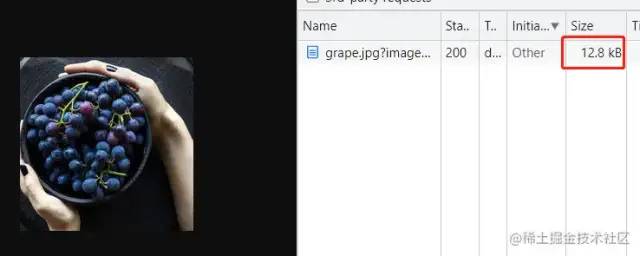 3rd-party requests
Name Sta.. T.. Initia... Size Ti
grape.jpg?image... 200 d... Other 12.8 kB
@稀土掘金技术社区